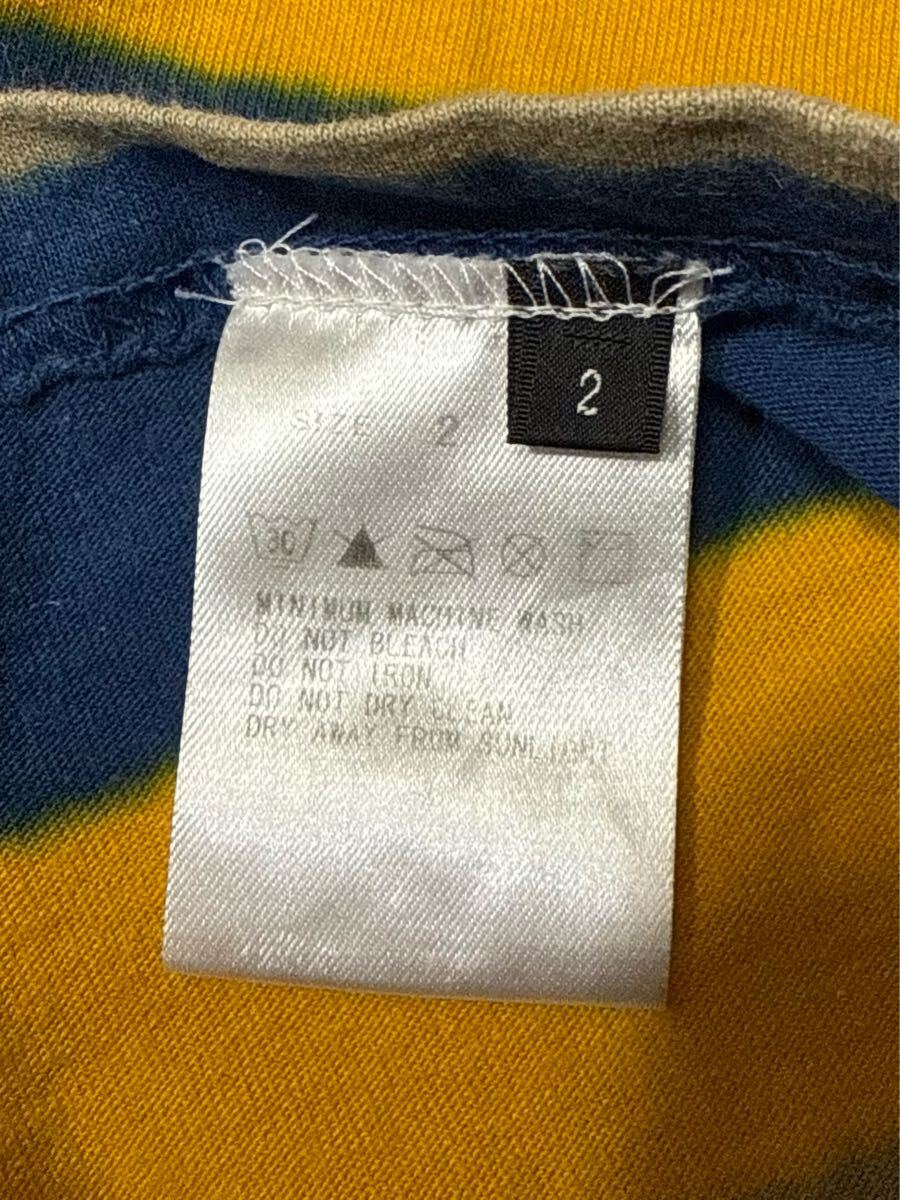 2
SIZE 2
30
MINIMUM MACHINE WASH
DO NOT BLEACH
DO NOT IRON
DO NOT DRY CLEAN
DRY AWAY FROM SUNLIGHT